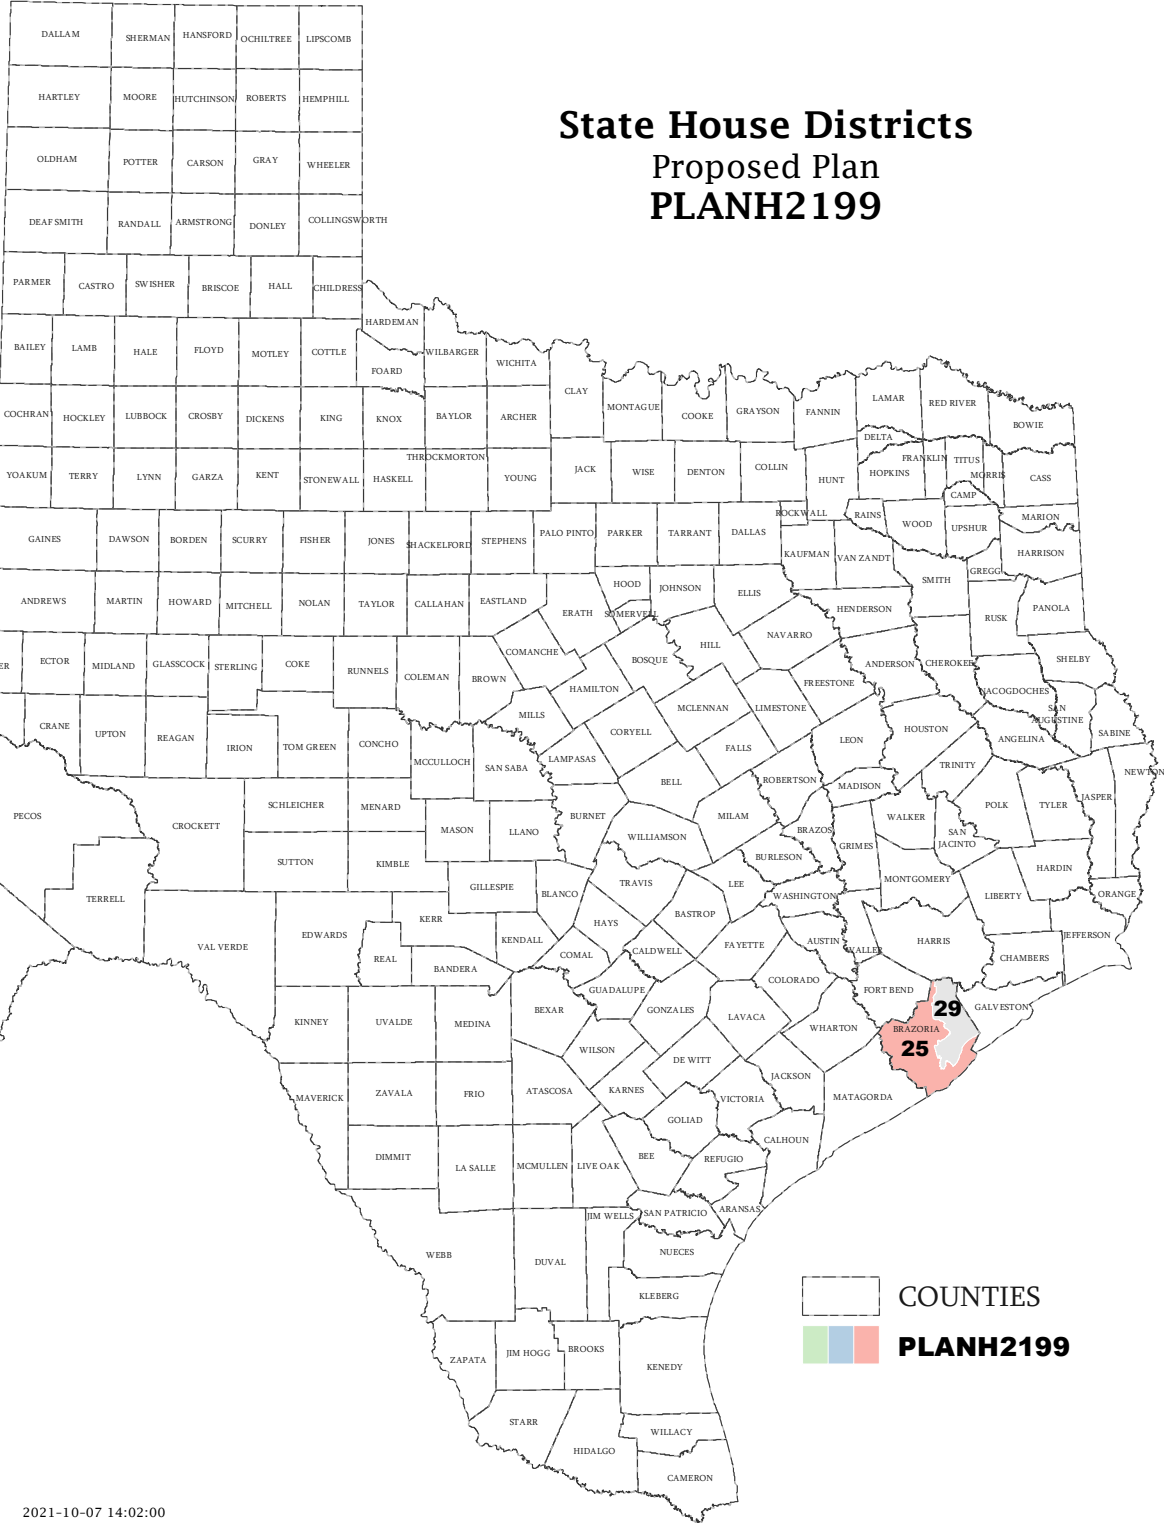 State House Districts
Proposed Plan
PLANH2199
DALLAM SHERMAN HANSFORD OCHILTREE LIPSCOMB
HARTLEY MOORE HUTCHINSON ROBERTS HEMPHILL
OLDHAM POTTER CARSON GRAY WHEELER
DEAF SMITH RANDALL ARMSTRONG DONLEY COLLINGSWORTH
PARMER CASTRO SWISHER BRISCOE HALL CHILDRESS
HARDEMAN
BAILEY LAMB HALE FLOYD MOTLEY COTTLE WILBARGER WICHITA
FOARD
CLAY
COCHRAN HOCKLEY LUBBOCK CROSBY DICKENS KING KNOX BAYLOR ARCHER MONTAGUE COOKE GRAYSON FANNIN LAMAR RED RIVER BOWIE
DELTA
THROCKMORTON FRANKLIN TITUS
YOAKUM TERRY LYNN GARZA KENT STONEWALL HASKELL YOUNG JACK WISE DENTON COLLIN HUNT HOPKINS MORRIS CASS
CAMP
ROCKWALL RAINS WOOD UPSHUR MARION
GAINES DAWSON BORDEN SCURRY FISHER JONES SHACKELFORD STEPHENS PALO PINTO PARKER TARRANT DALLAS KAUFMAN VAN ZANDT HARRISON
GREGG
SMITH
ANDREWS MARTIN HOWARD MITCHELL NOLAN TAYLOR CALLAHAN EASTLAND ERATH HOOD JOHNSON ELLIS HENDERSON RUSK PANOLA
SOMERVELL
NAVARRO
ER ECTOR MIDLAND GLASSCOCK STERLING COKE RUNNELS COLEMAN BROWN COMANCHE BOSQUE HILL ANDERSON CHEROKEE SHELBY
HAMILTON FREESTONE NACOGDOCHES
MILLS MCLENNAN LIMESTONE SAN
AUGUSTINE
CRANE UPTON REAGAN IRION TOM GREEN CONCHO CORYELL FALLS LEON HOUSTON ANGELINA SABINE
MCCULLOCH SAN SABA LAMPASAS TRINITY NEWTON
BELL ROBERTSON MADISON
SCHLEICHER MENARD POLK TYLER JASPER
PECOS CROCKETT MASON LLANO BURNET WILLIAMSON MILAM BRAZOS WALKER SAN
JACINTO
GRIMES
SUTTON KIMBLE BURLESON HARDIN
GILLESPIE BLANCO TRAVIS LEE WASHINGTON MONTGOMERY LIBERTY ORANGE
TERRELL KERR HAYS BASTROP
VAL VERDE EDWARDS KENDALL COMAL CALDWELL FAYETTE AUSTIN WALLER HARRIS JEFFERSON
REAL BANDERA CHAMBERS
GUADALUPE COLORADO FORT BEND
KINNEY UVALDE MEDINA BEXAR GONZALES LAVACA WHARTON 29 GALVESTON
BRAZORIA
25
WILSON DE WITT
MAVERICK ZAVALA FRIO ATASCOSA KARNES VICTORIA JACKSON MATAGORDA
GOLIAD
CALHOUN
DIMMIT LA SALLE MCMULLEN LIVE OAK BEE REFUGIO
JIM WELLS SAN PATRICIO ARANSAS
WEBB DUVAL NUECES
KLEBERG
COUNTIES
ZAPATA JIM HOGG BROOKS KENEDY
PLANH2199
STARR HIDALGO WILLACY
CAMERON
2021-10-07 14:02:00